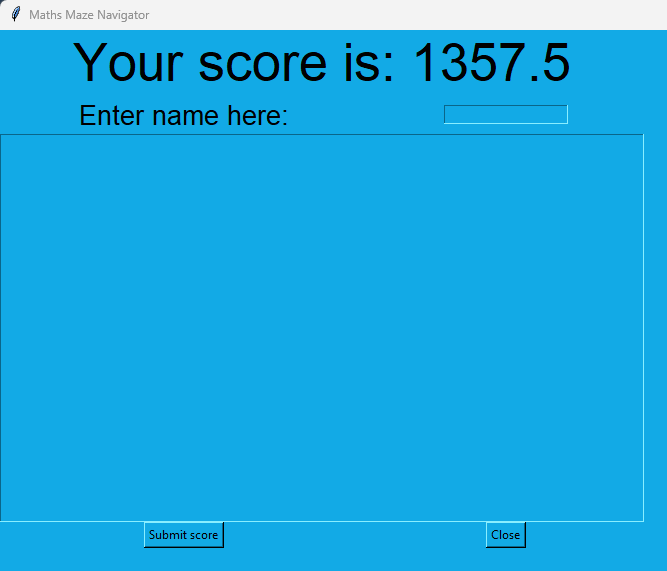 Maths Maze Navigator
Your score is: 1357.5
Enter name here:
Submit score
Close